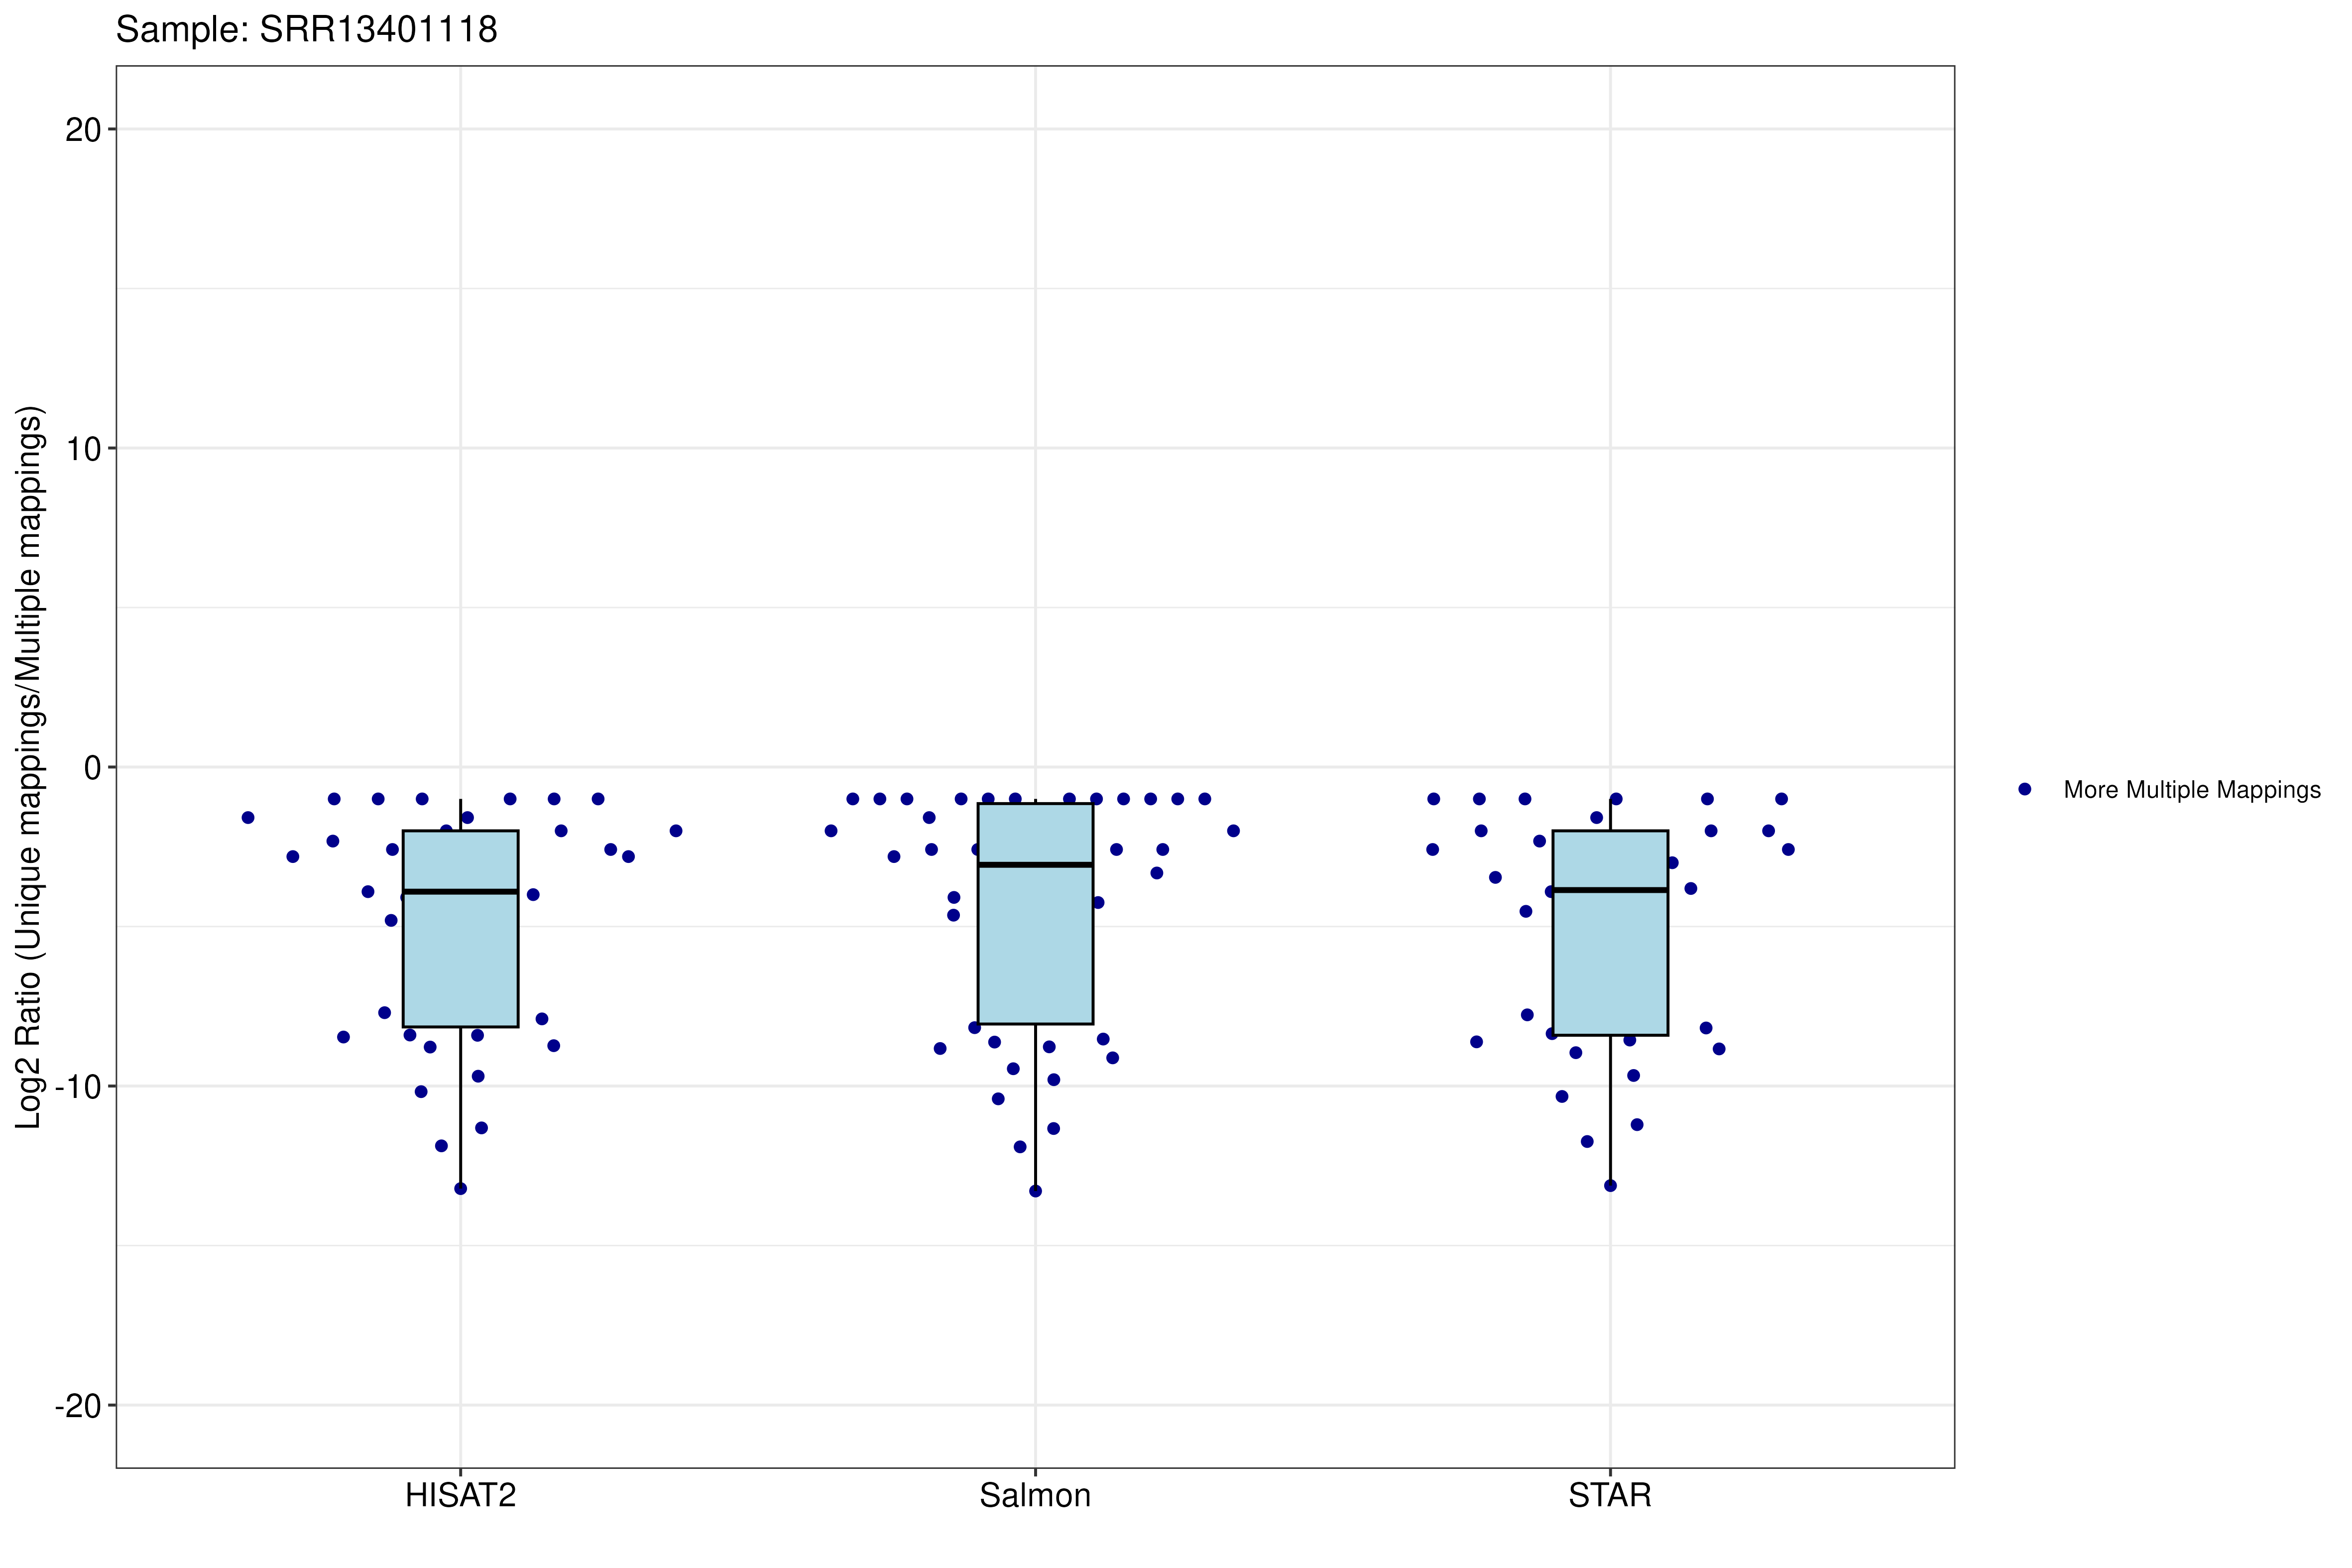 Sample: SRR13401118
Log2 Ratio (Unique mappings/Multiple mappings)
20
10
0
-10
-20
HISAT2
Salmon
STAR
More Multiple Mappings